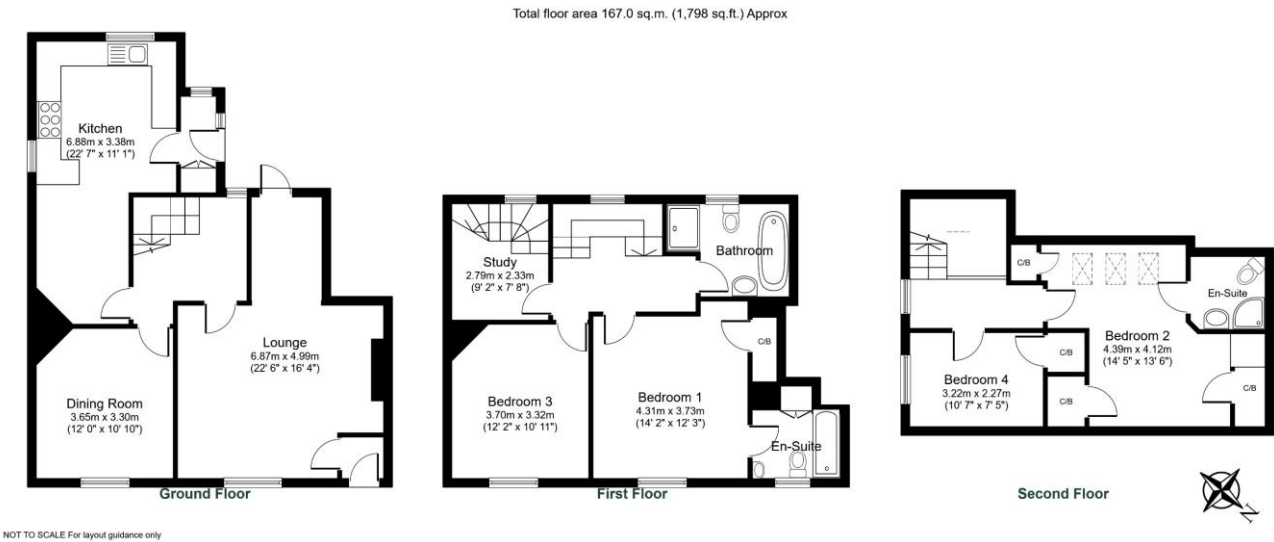 Total floor area 167.0 sq.m. (1,798 sq.ft.) Approx
Kitchen
6.88m x 3.38m
(22' 7" x 11' 1")
Lounge
6.87m x 4.99m
(22' 6" x 16' 4")
Dining Room
3.65m x 3.30m
(12' 0" x 10' 10")
Ground Floor
Study
2.79m x 2.33m
(9' 2" x 7' 8")
Bathroom
C/B
Bedroom 3
3.70m x 3.32m
(12' 2" x 10' 11")
Bedroom 1
4.31m x 3.73m
(14' 2" x 12' 3")
En-Suite
First Floor
C/B
En-Suite
Bedroom 2
4.39m x 4.12m
(14' 5" x 13' 6")
C/B
Bedroom 4
3.22m x 2.27m
(10' 7" x 7' 5")
C/B
C/B
Second Floor
N
NOT TO SCALE For layout guidance only